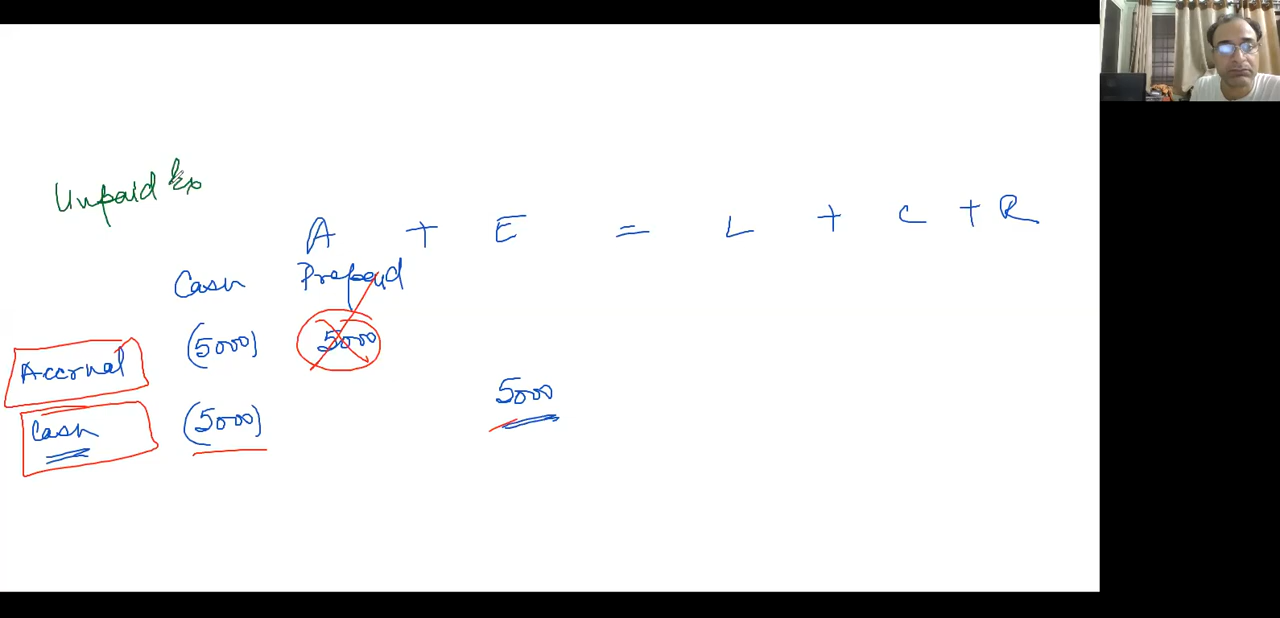 Unpaid Exp
A + E = L + C + R
Cash Prepaid
Accrual (5000) 5000
5000
Cash (5000)